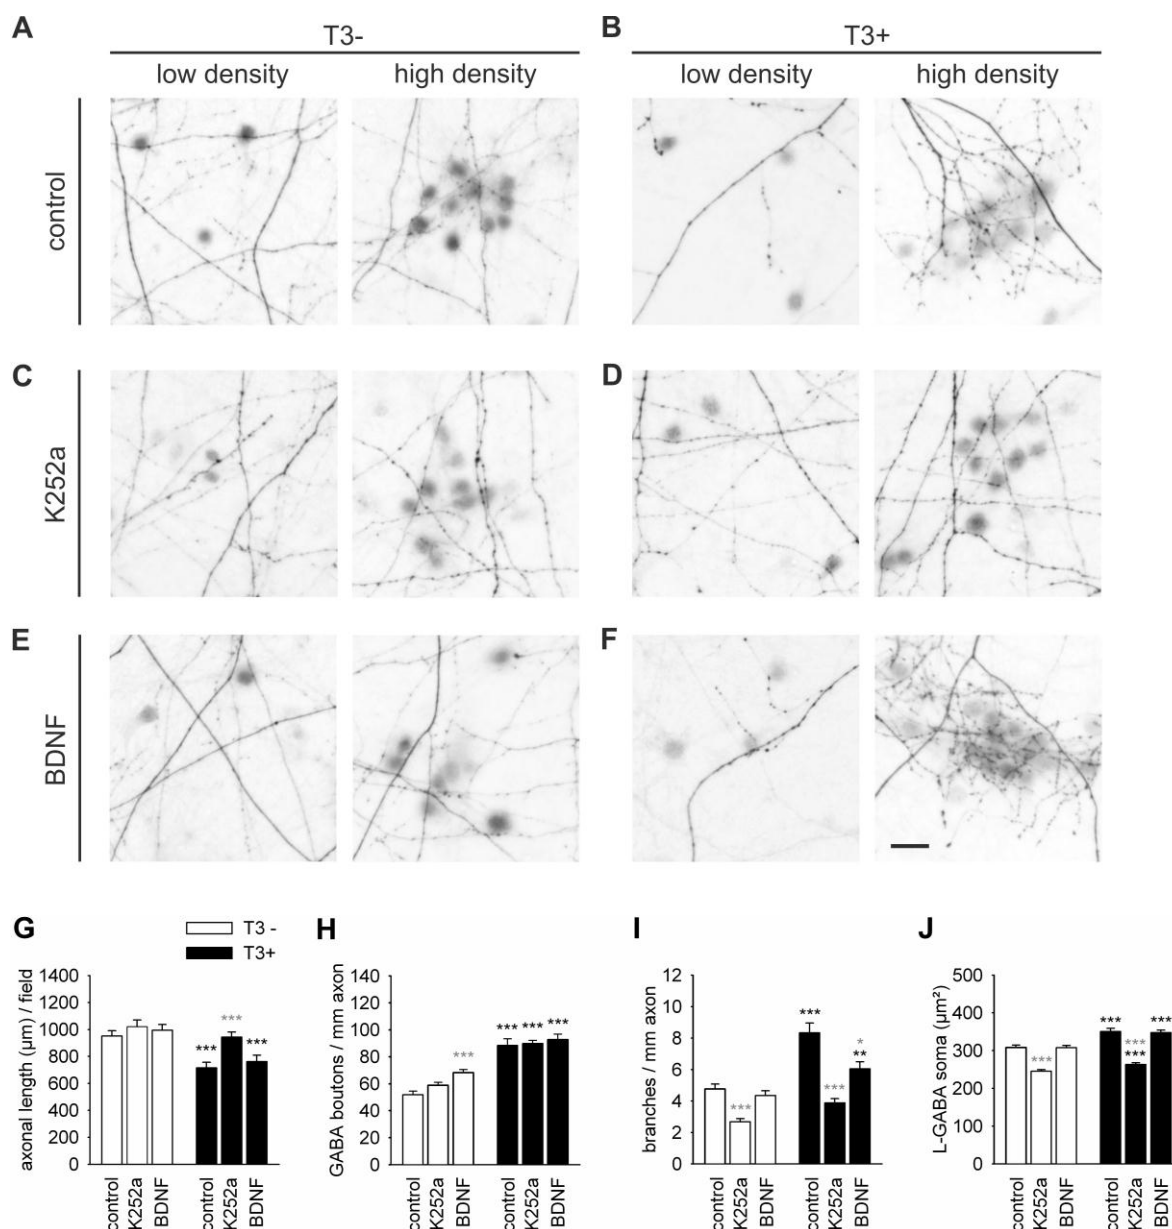 A
T3-
B
T3+
low density
high density
low density
high density
control
C
D
K252a
E
F
BDNF
G
T3 -
T3+
H
I
J
axonal length (µm) / field
1400
1200
1000
800
600
400
200
0
***
***
***
control
K252a
BDNF
control
K252a
BDNF
GABA boutons / mm axon
140
120
100
80
60
40
20
0
***
***
***
***
control
K252a
BDNF
control
K252a
BDNF
branches / mm axon
12
10
8
6
4
2
0
***
***
***
*
**
control
K252a
BDNF
control
K252a
BDNF
L-GABA soma (µm²)
500
400
300
200
100
0
***
***
***
***
***
control
K252a
BDNF
control
K252a
BDNF